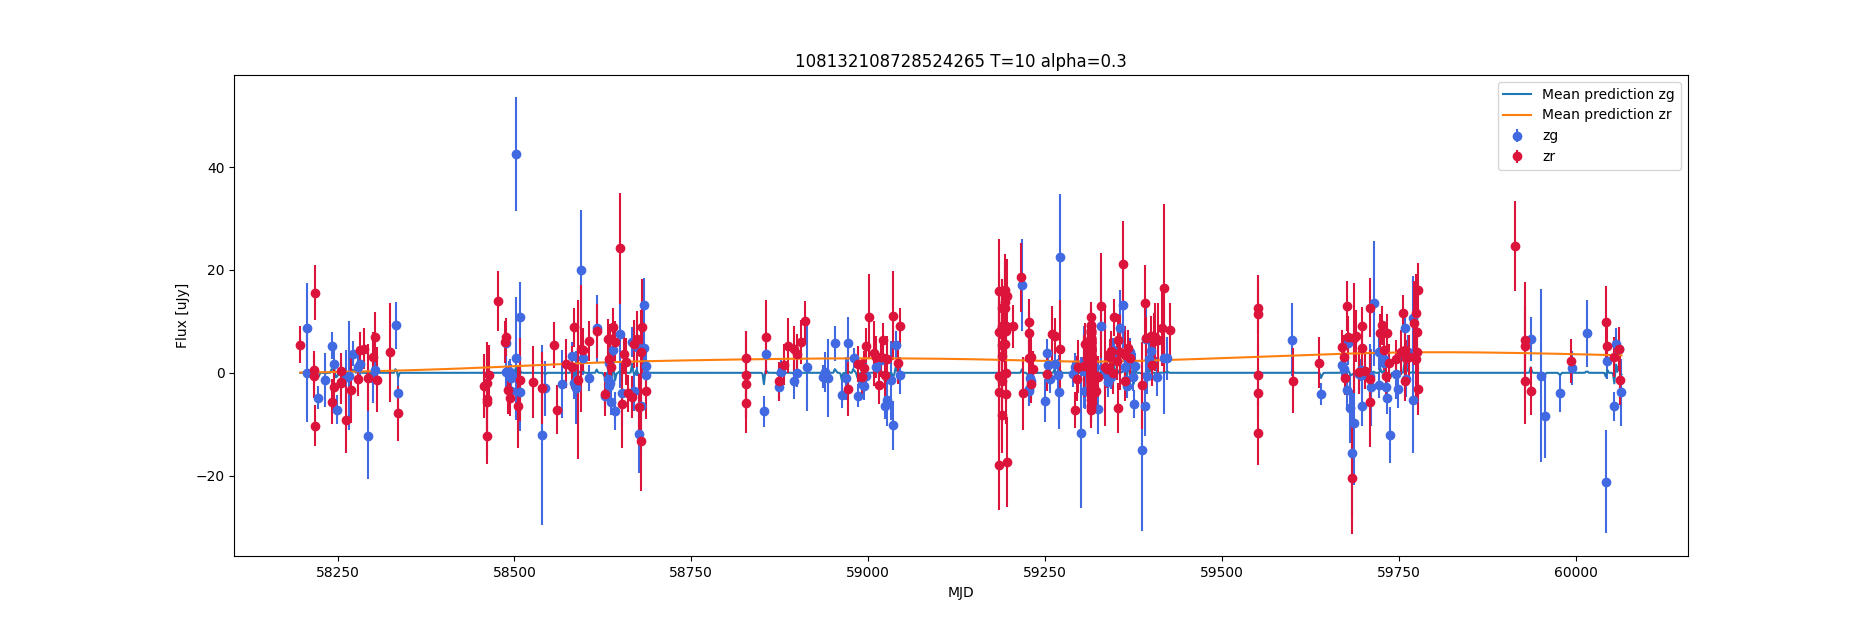 108132108728524265 T=10 alpha=0.3
Mean prediction zg
Mean prediction zr
zg
zr
Flux [uJy]
40
20
0
−20
58250 58500 58750 59000 59250 59500 59750 60000
MJD